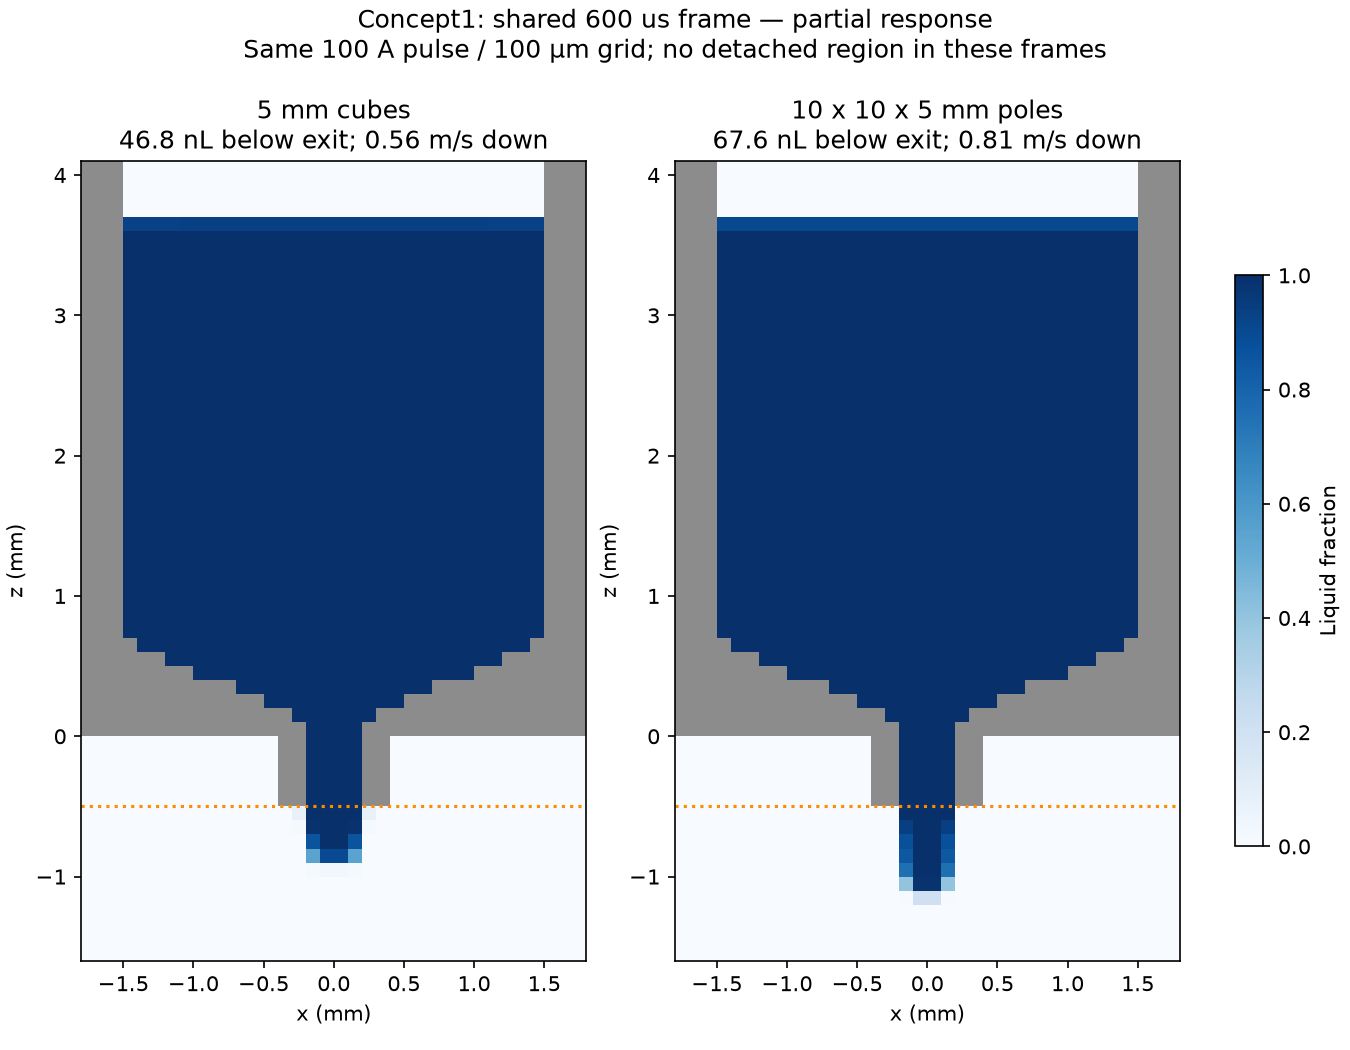 Concept1: shared 600 us frame — partial response
Same 100 A pulse / 100 µm grid; no detached region in these frames
5 mm cubes
46.8 nL below exit; 0.56 m/s down
10 x 10 x 5 mm poles
67.6 nL below exit; 0.81 m/s down
4
3
2
1
0
−1
z (mm)
−1.5 −1.0 −0.5 0.0 0.5 1.0 1.5
x (mm)
4
3
2
1
0
−1
z (mm)
−1.5 −1.0 −0.5 0.0 0.5 1.0 1.5
x (mm)
1.0
0.8
0.6
0.4
0.2
0.0
Liquid fraction